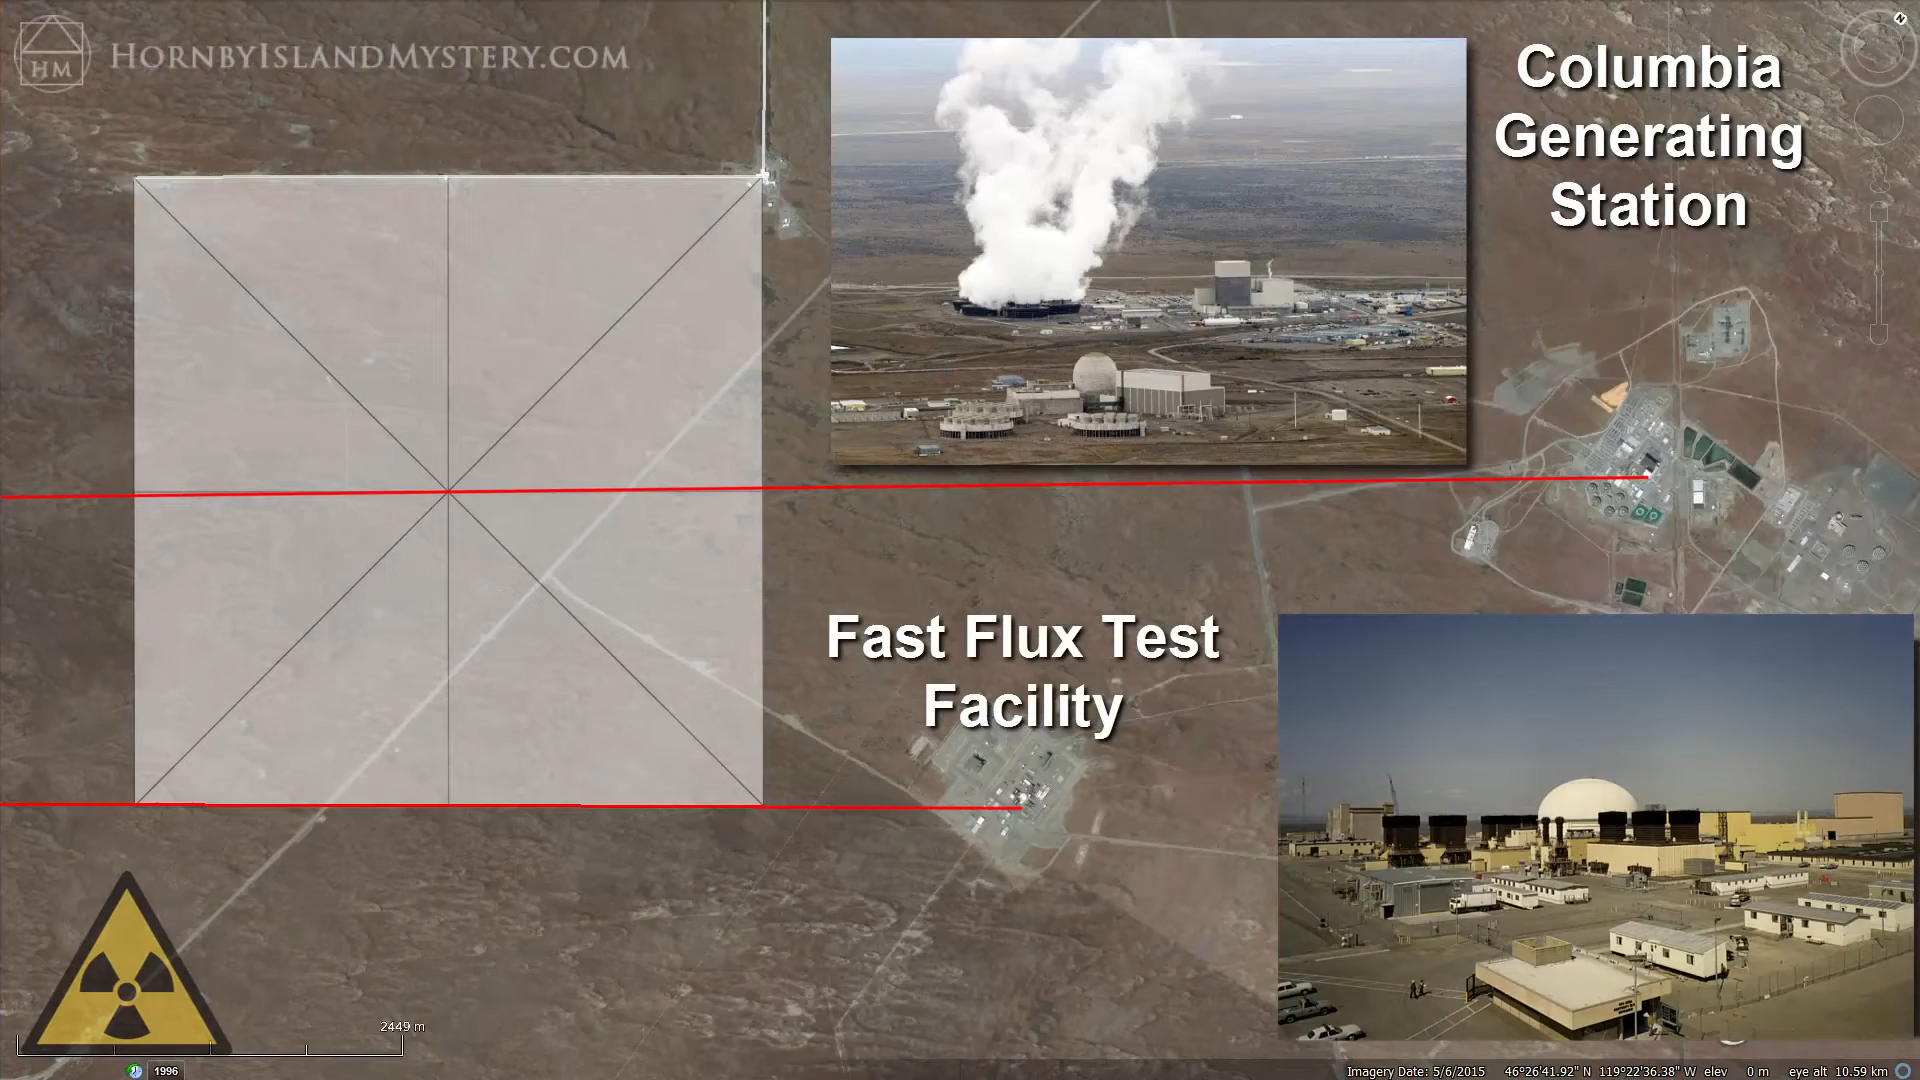 HM HORNBYISLANDMYSTERY.COM
N
Columbia
Generating
Station
Fast Flux Test
Facility
2449 m
1996
Imagery Date: 5/6/2015 46°26'41.92" N 119°22'36.38" W elev 0 m eye alt 10.59 km